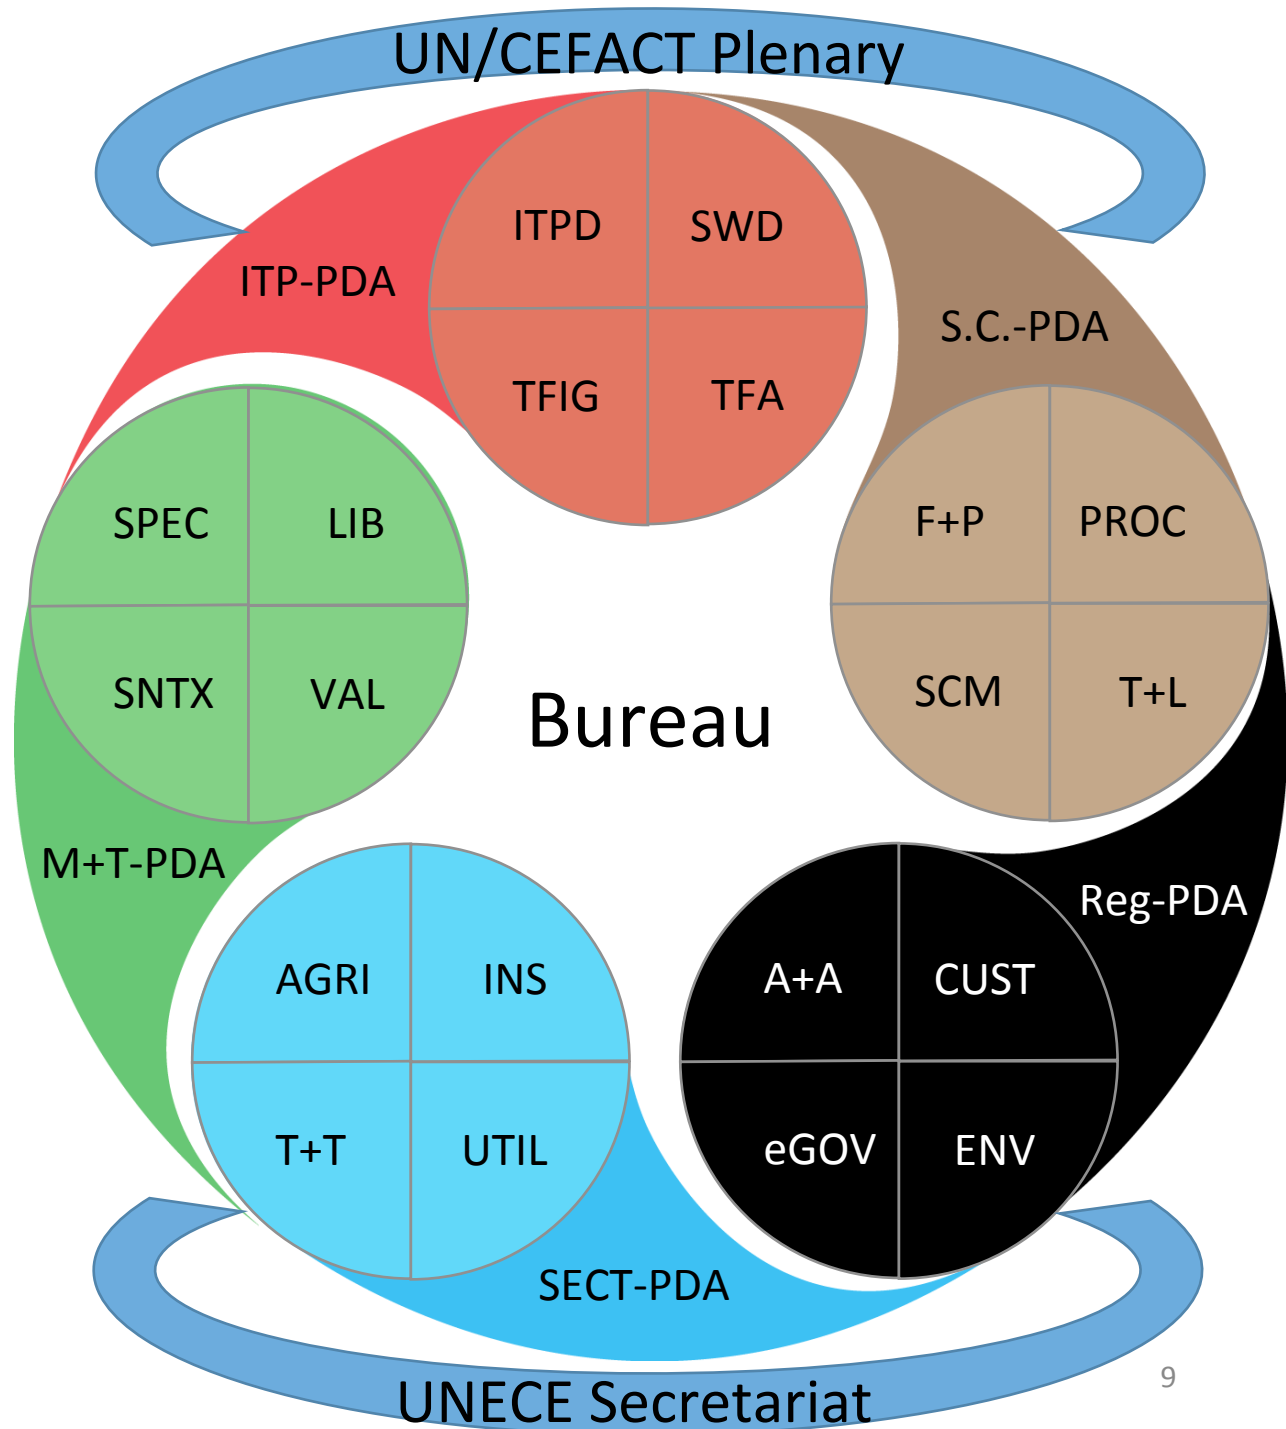 UN/CEFACT Plenary
ITPD SWD
ITP-PDA
S.C.-PDA
TFIG TFA
SPEC LIB
F+P PROC
SNTX VAL
SCM T+L
Bureau
M+T-PDA
Reg-PDA
AGRI INS
A+A CUST
T+T UTIL
eGOV ENV
SECT-PDA
9
UNECE Secretariat